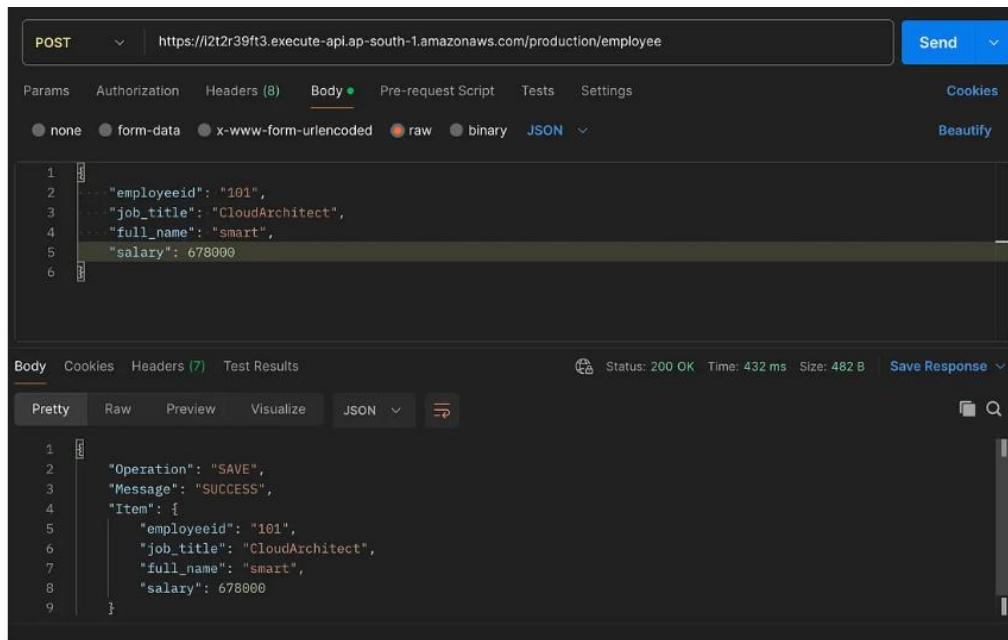 POST https://i2t2r39ft3.execute-api.ap-south-1.amazonaws.com/production/employee Send
Params Authorization Headers (8) Body Pre-request Script Tests Settings Cookies
none form-data x-www-form-urlencoded raw binary JSON Beautify
1 {
2 "employeeid": "101",
3 "job_title": "CloudArchitect",
4 "full_name": "smart",
5 "salary": 678000
6 }
Body Cookies Headers (7) Test Results Status: 200 OK Time: 432 ms Size: 482 B Save Response
Pretty Raw Preview Visualize JSON
1 {
2 "Operation": "SAVE",
3 "Message": "SUCCESS",
4 "Item": {
5 "employeeid": "101",
6 "job_title": "CloudArchitect",
7 "full_name": "smart",
8 "salary": 678000
9 }